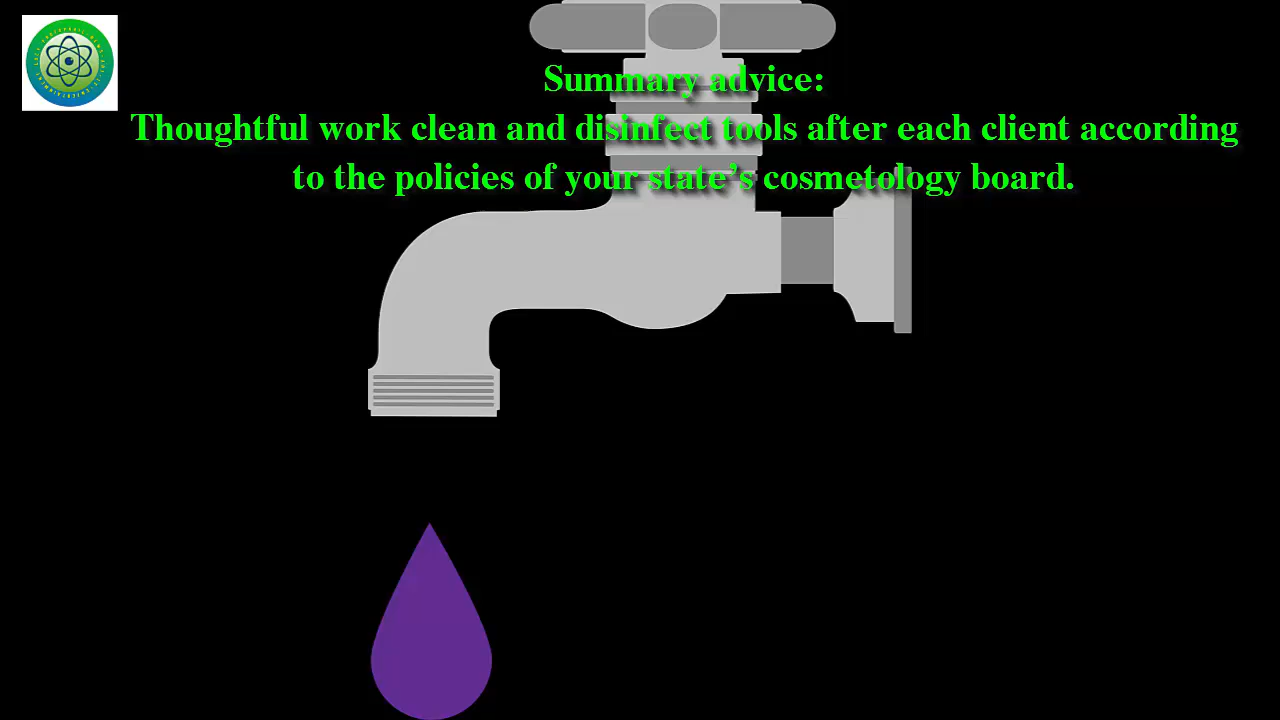 Summary advice:
Thoughtful work clean and disinfect tools after each client according
to the policies of your state’s cosmetology board.